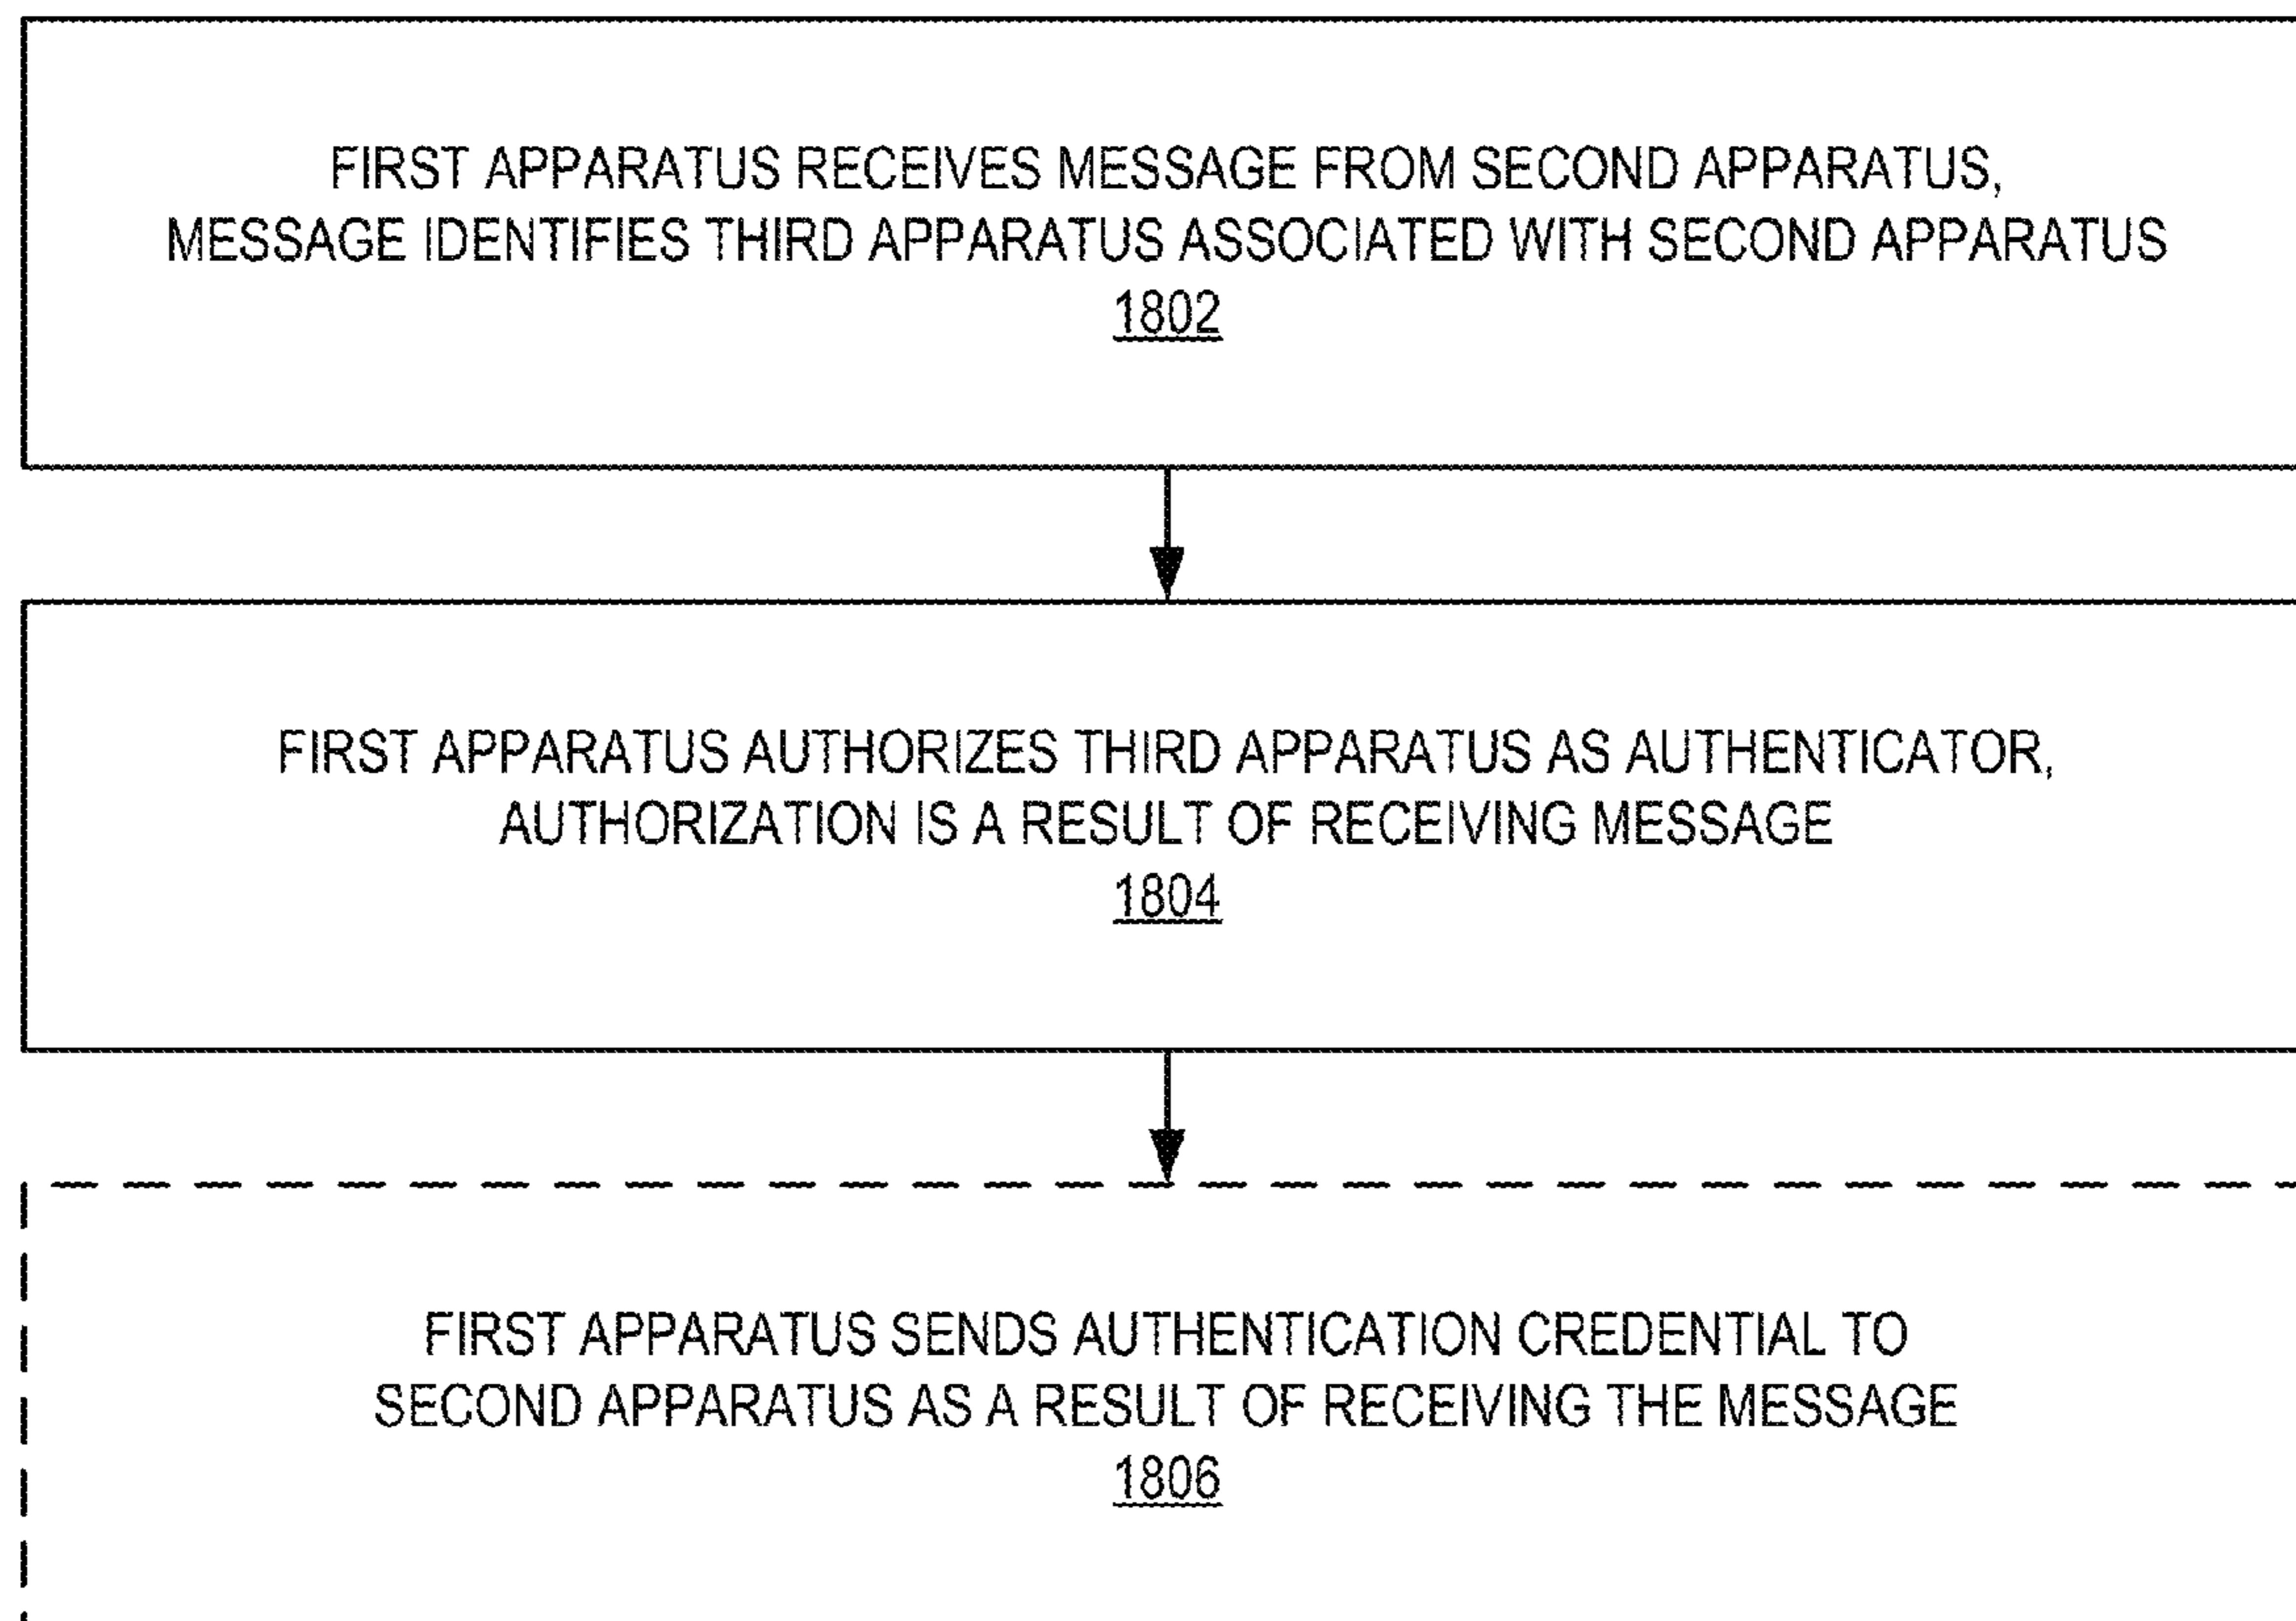 FIRST APPARATUS RECEIVES MESSAGE FROM SECOND APPARATUS,
MESSAGE IDENTIFIES THIRD APPARATUS ASSOCIATED WITH SECOND APPARATUS
1802
FIRST APPARATUS AUTHORIZES THIRD APPARATUS AS AUTHENTICATOR,
AUTHORIZATION IS A RESULT OF RECEIVING MESSAGE
1804
FIRST APPARATUS SENDS AUTHENTICATION CREDENTIAL TO
SECOND APPARATUS AS A RESULT OF RECEIVING THE MESSAGE
1806